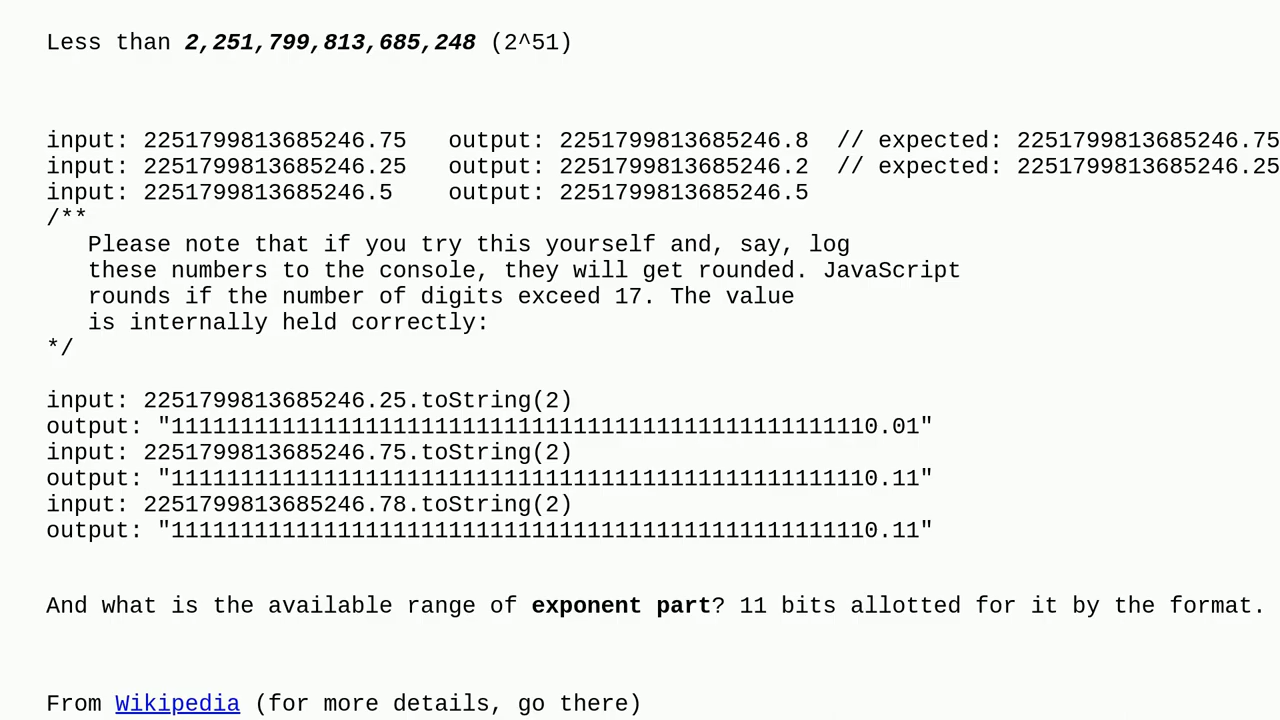 Less than 2,251,799,813,685,248 (2^51)
input: 2251799813685246.75   output: 2251799813685246.8  // expected: 2251799813685246.75
input: 2251799813685246.25   output: 2251799813685246.2  // expected: 2251799813685246.25
input: 2251799813685246.5    output: 2251799813685246.5
/**
   Please note that if you try this yourself and, say, log
   these numbers to the console, they will get rounded. JavaScript
   rounds if the number of digits exceed 17. The value
   is internally held correctly:
*/
input: 2251799813685246.25.toString(2)
output: "111111111111111111111111111111111111111111111111110.01"
input: 2251799813685246.75.toString(2)
output: "111111111111111111111111111111111111111111111111110.11"
input: 2251799813685246.78.toString(2)
output: "111111111111111111111111111111111111111111111111110.11"
And what is the available range of exponent part? 11 bits allotted for it by the format.
From Wikipedia (for more details, go there)